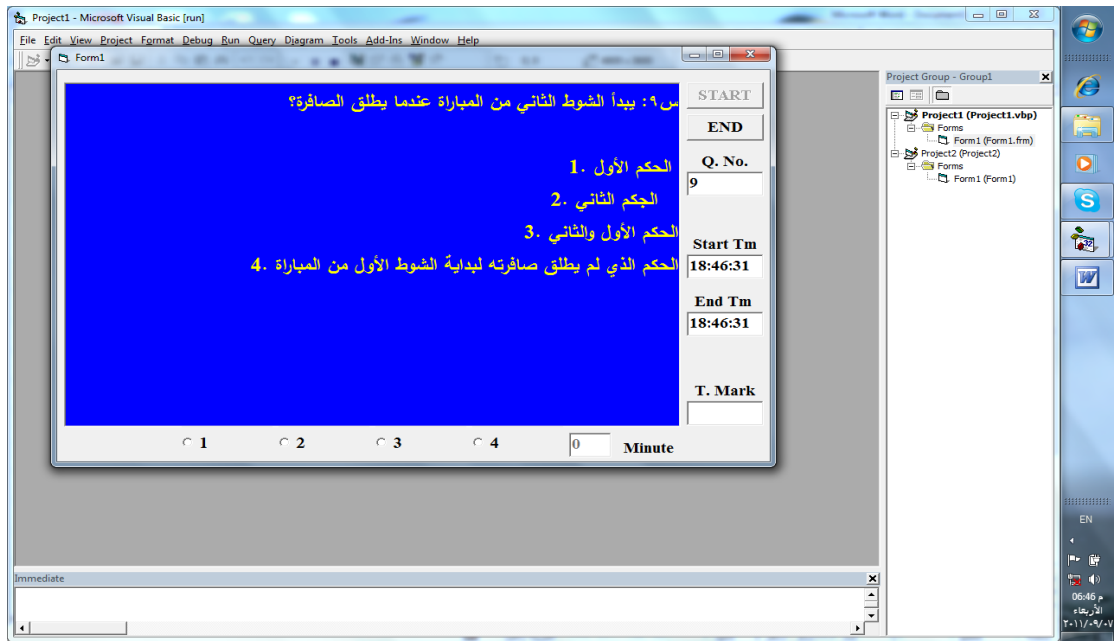 Project1 - Microsoft Visual Basic [run]
File Edit View Project Format Debug Run Query Diagram Tools Add-Ins Window Help
Form1
س٩: يبدأ الشوط الثاني من المباراة عندما يطلق الصافرة؟
الحكم الأول .1
الجكم الثاني .2
الحكم الأول والثاني .3
الحكم الذي لم يطلق صافرته لبداية الشوط الأول من المباراة .4
START
END
Q. No.
9
Start Tm
18:46:31
End Tm
18:46:31
T. Mark
1 2 3 4 0 Minute
Project Group - Group1
Project1 (Project1.vbp)
Forms
Form1 (Form1.frm)
Project2 (Project2)
Forms
Form1 (Form1)
Immediate
EN
06:46 م
الأربعاء
٢٠١١/٠٩/٠٧